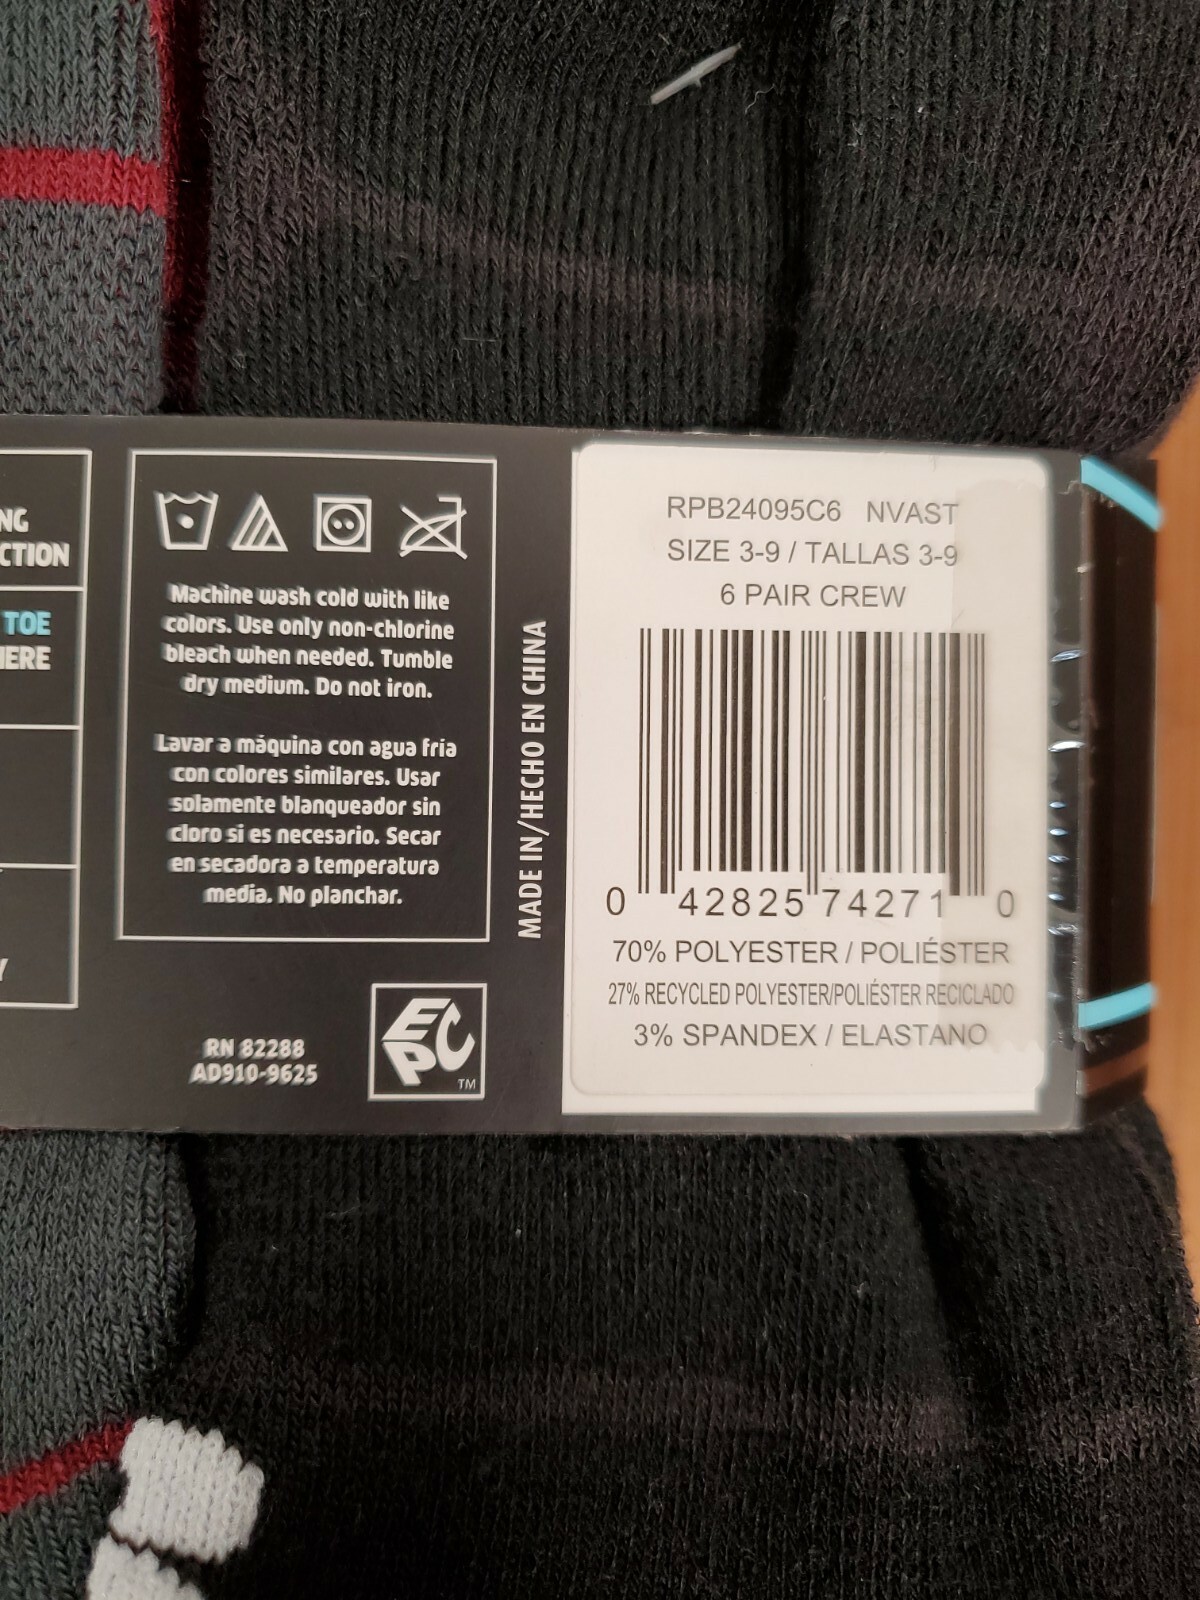 NG
CTION
TOE
HERE
Y
Machine wash cold with like
colors. Use only non-chlorine
bleach when needed. Tumble
dry medium. Do not iron.
Lavar a máquina con agua fria
con colores similares. Usar
solamente blanqueador sin
cloro si es necesario. Secar
en secadora a temperatura
media. No planchar.
RN 82288
AD910-9625
EPC
TM
MADE IN/HECHO EN CHINA
RPB24095C6 NVAST
SIZE 3-9 / TALLAS 3-9
6 PAIR CREW
0 42825 74271 0
70% POLYESTER / POLIÉSTER
27% RECYCLED POLYESTER/POLIÉSTER RECICLADO
3% SPANDEX / ELASTANO